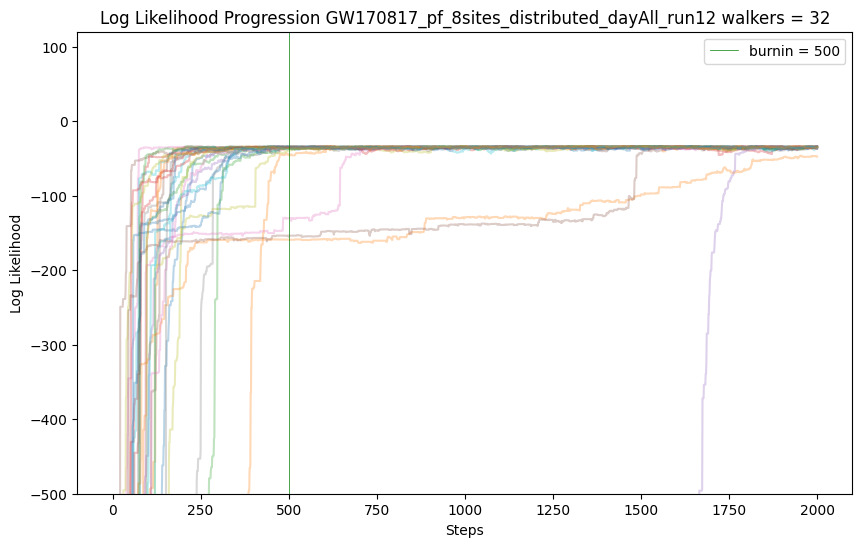 Log Likelihood Progression GW170817_pf_8sites_distributed_dayAll_run12 walkers = 32
burnin = 500
100
0
−100
−200
−300
−400
−500
Log Likelihood
0 250 500 750 1000 1250 1500 1750 2000
Steps